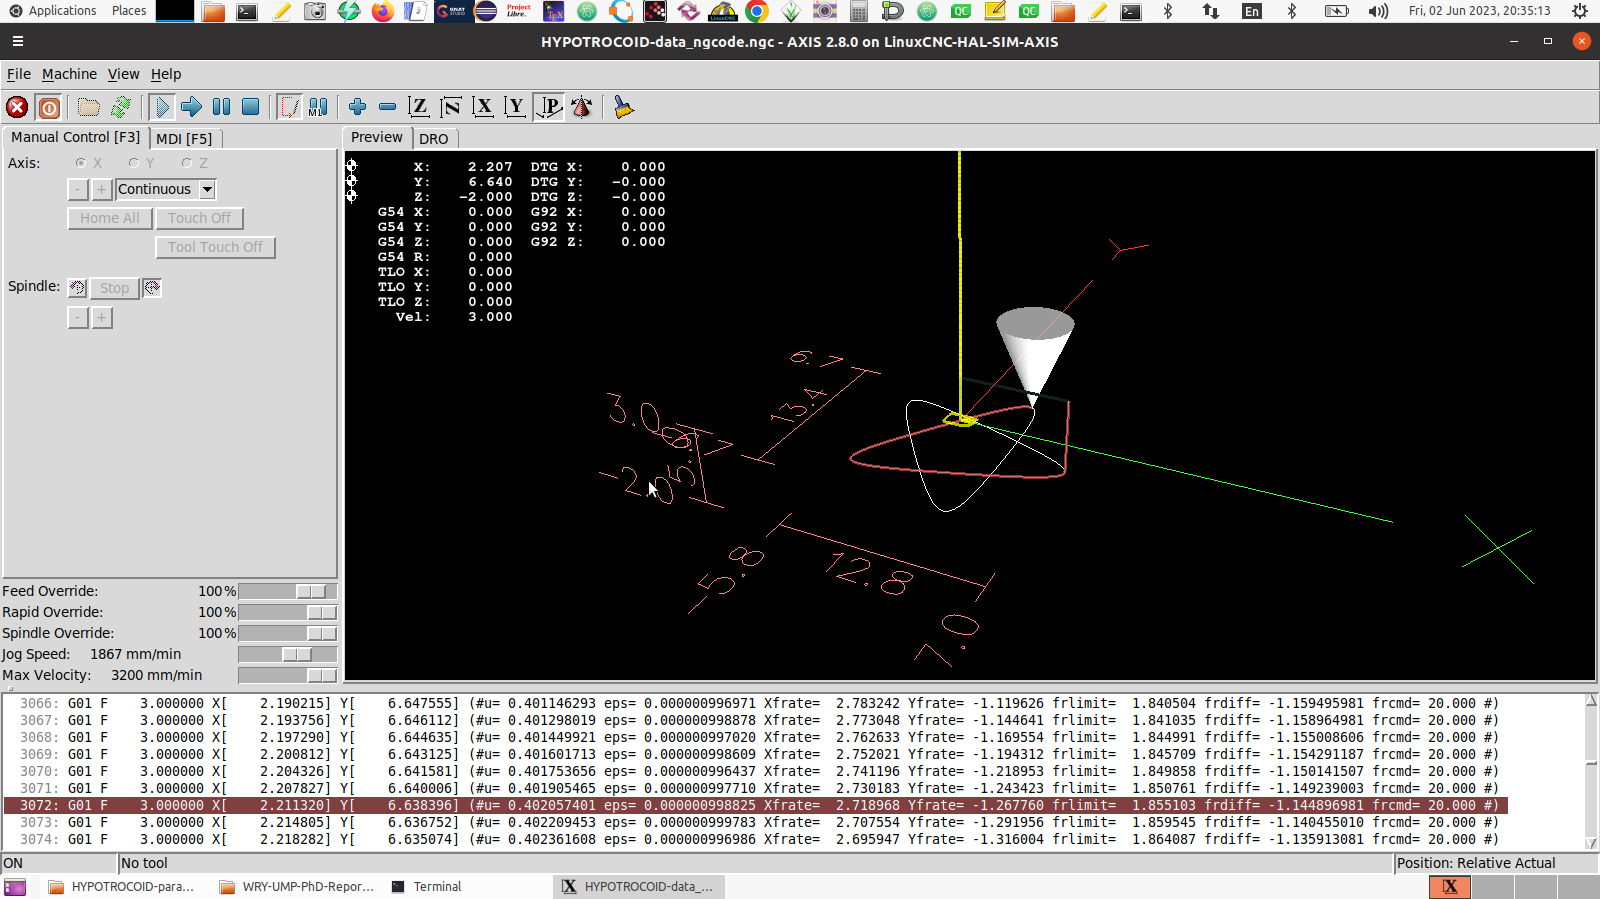 Applications Places En Fri, 02 Jun 2023, 20:35:13
HYPOTROCOID-data_ngcode.ngc - AXIS 2.8.0 on LinuxCNC-HAL-SIM-AXIS
File Machine View Help
Manual Control [F3] MDI [F5]
Axis: X Y Z
- + Continuous
Home All Touch Off
Tool Touch Off
Spindle: Stop
- +
Feed Override: 100 %
Rapid Override: 100 %
Spindle Override: 100 %
Jog Speed: 1867 mm/min
Max Velocity: 3200 mm/min
Preview DRO
X: 2.207 DTG X: 0.000
Y: 6.640 DTG Y: -0.000
Z: -2.000 DTG Z: -0.000
G54 X: 0.000 G92 X: 0.000
G54 Y: 0.000 G92 Y: 0.000
G54 Z: 0.000 G92 Z: 0.000
G54 R: 0.000
TLO X: 0.000
TLO Y: 0.000
TLO Z: 0.000
Vel: 3.000
6.7
13.4
3.0
-2.0
-5.8
12.8
7.0
Y
X
3066: G01 F 3.000000 X[ 2.190215] Y[ 6.647555] (#u= 0.401146293 eps= 0.000000996971 Xfrate= 2.783242 Yfrate= -1.119626 frlimit= 1.840504 frdiff= -1.159495981 frcmd= 20.000 #)
3067: G01 F 3.000000 X[ 2.193756] Y[ 6.646112] (#u= 0.401298019 eps= 0.000000998878 Xfrate= 2.773048 Yfrate= -1.144641 frlimit= 1.841035 frdiff= -1.158964981 frcmd= 20.000 #)
3068: G01 F 3.000000 X[ 2.197290] Y[ 6.644635] (#u= 0.401449921 eps= 0.000000997020 Xfrate= 2.762633 Yfrate= -1.169554 frlimit= 1.844991 frdiff= -1.155008606 frcmd= 20.000 #)
3069: G01 F 3.000000 X[ 2.200812] Y[ 6.643125] (#u= 0.401601713 eps= 0.000000998609 Xfrate= 2.752021 Yfrate= -1.194312 frlimit= 1.845709 frdiff= -1.154291187 frcmd= 20.000 #)
3070: G01 F 3.000000 X[ 2.204326] Y[ 6.641581] (#u= 0.401753656 eps= 0.000000996437 Xfrate= 2.741196 Yfrate= -1.218953 frlimit= 1.849858 frdiff= -1.150141507 frcmd= 20.000 #)
3071: G01 F 3.000000 X[ 2.207827] Y[ 6.640006] (#u= 0.401905465 eps= 0.000000997710 Xfrate= 2.730183 Yfrate= -1.243423 frlimit= 1.850761 frdiff= -1.149239003 frcmd= 20.000 #)
3072: G01 F 3.000000 X[ 2.211320] Y[ 6.638396] (#u= 0.402057401 eps= 0.000000998825 Xfrate= 2.718968 Yfrate= -1.267760 frlimit= 1.855103 frdiff= -1.144896981 frcmd= 20.000 #)
3073: G01 F 3.000000 X[ 2.214805] Y[ 6.636752] (#u= 0.402209453 eps= 0.000000999783 Xfrate= 2.707554 Yfrate= -1.291956 frlimit= 1.859545 frdiff= -1.140455010 frcmd= 20.000 #)
3074: G01 F 3.000000 X[ 2.218282] Y[ 6.635074] (#u= 0.402361608 eps= 0.000000996986 Xfrate= 2.695947 Yfrate= -1.316004 frlimit= 1.864087 frdiff= -1.135913081 frcmd= 20.000 #)
ON No tool Position: Relative Actual
HYPOTROCOID-para... WRY-UMP-PhD-Repor... Terminal HYPOTROCOID-data_...